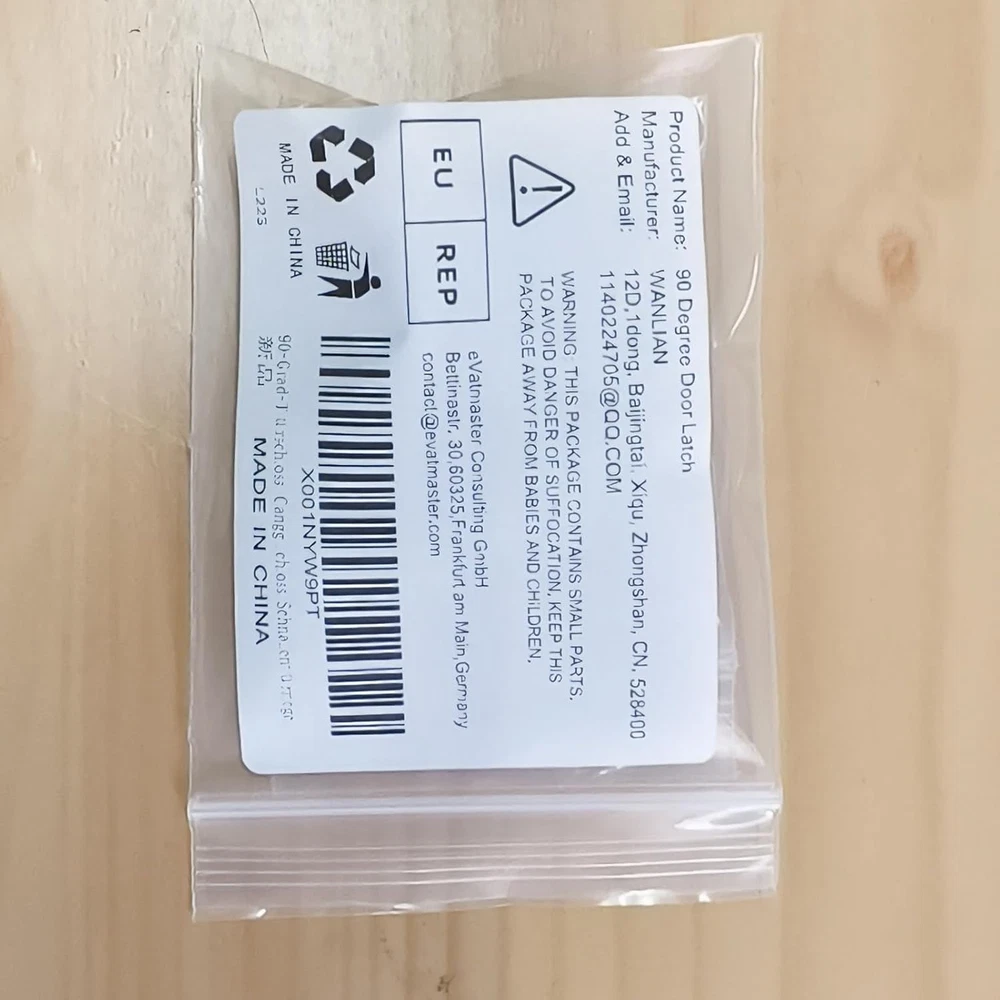 Product Name: 90 Degree Door Latch
Manufacturer: WANLIAN
Add & Email: 12D,1dong, Baijingtai, Xiqu, Zhongshan, CN, 528400
1140224705@QQ.COM
WARNING: THIS PACKAGE CONTAINS SMALL PARTS,
TO AVOID DANGER OF SUFFOCATION, KEEP THIS
PACKAGE AWAY FROM BABIES AND CHILDREN.
EU REP
eVatmaster Consulting GmbH
Bettinastr. 30,60325,Frankfurt am Main,Germany
contact@evatmaster.com
X001NYW9PT
MADE IN CHINA
90-Grad-
新品
MADE IN CHINA